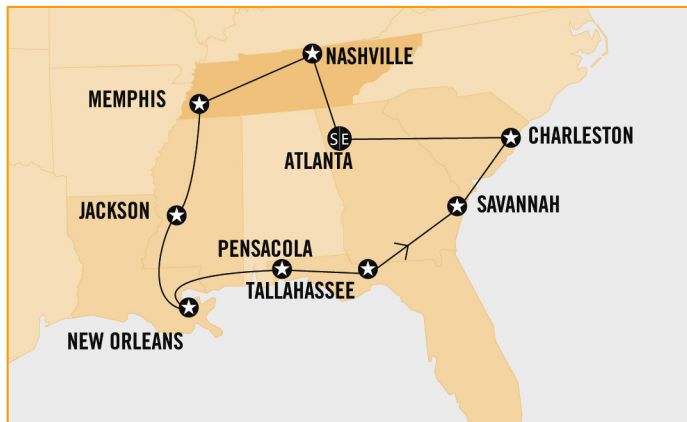 NASHVILLE
MEMPHIS
S E
ATLANTA
CHARLESTON
JACKSON
SAVANNAH
PENSACOLA
TALLAHASSEE
NEW ORLEANS